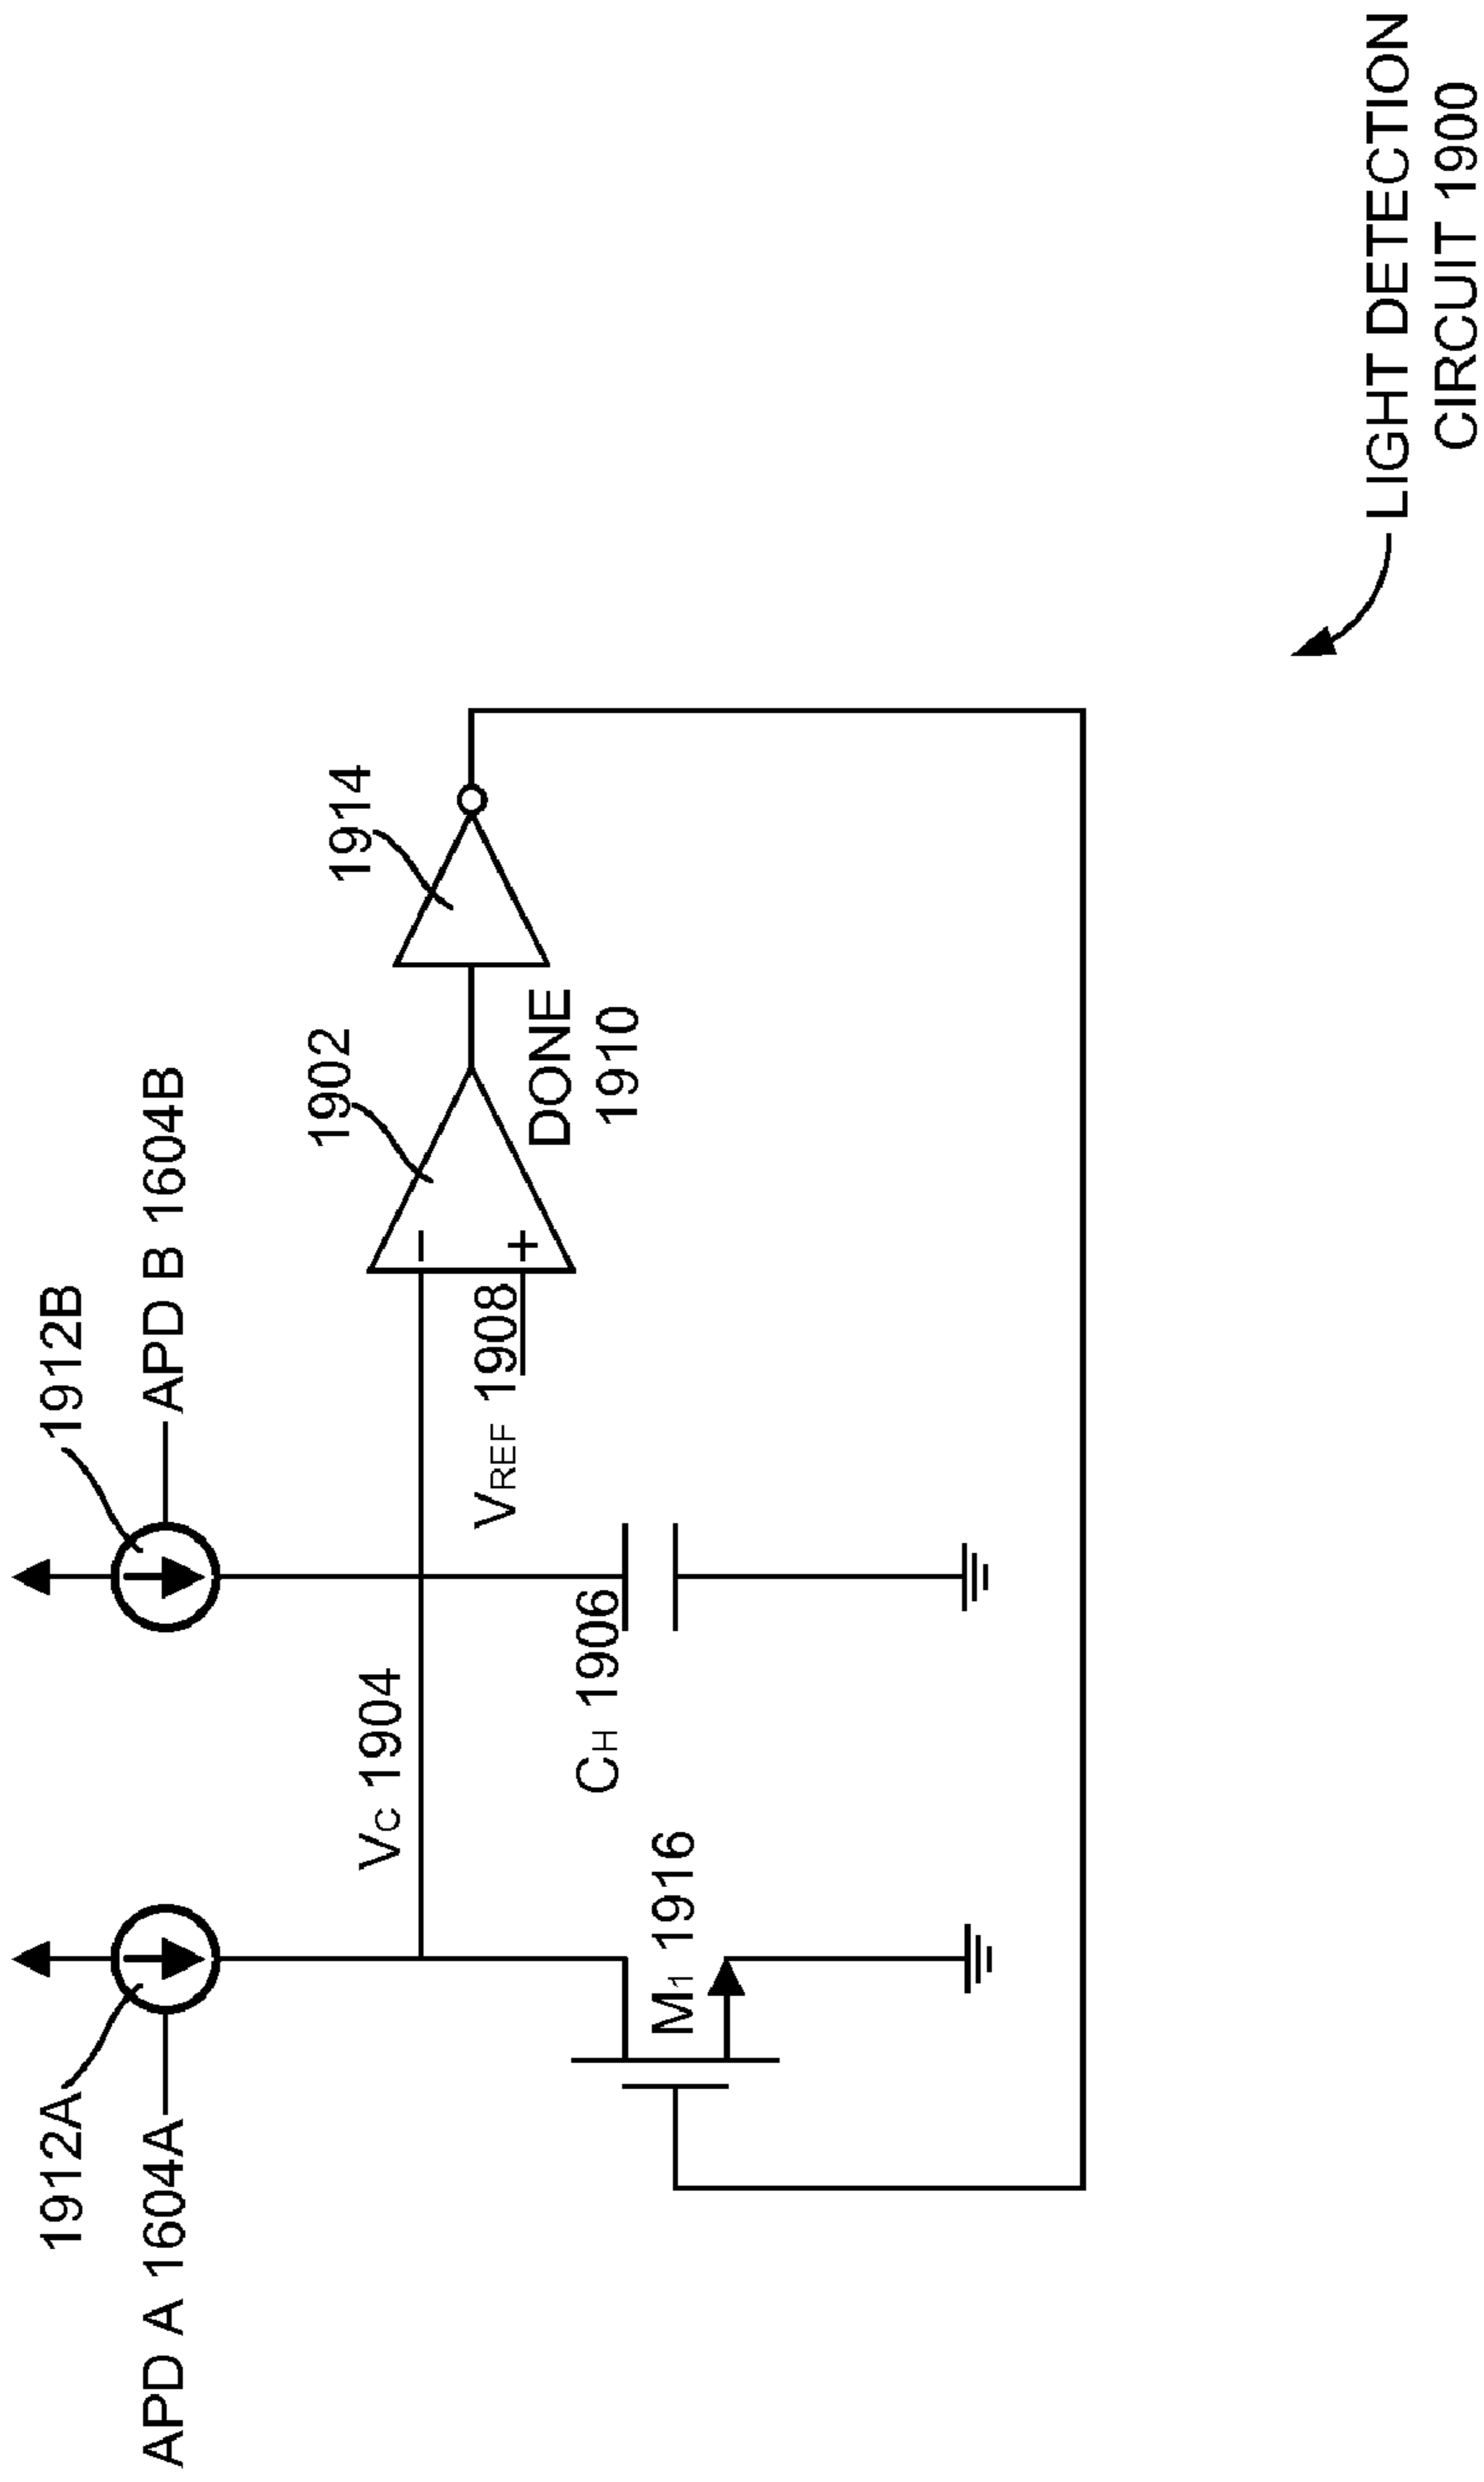 1912A
APD A 1604A
1912B
APD B 1604B
VC 1904
1902
1914
VREF 1908
DONE
1910
CH 1906
M1 1916
LIGHT DETECTION
CIRCUIT 1900
−
+